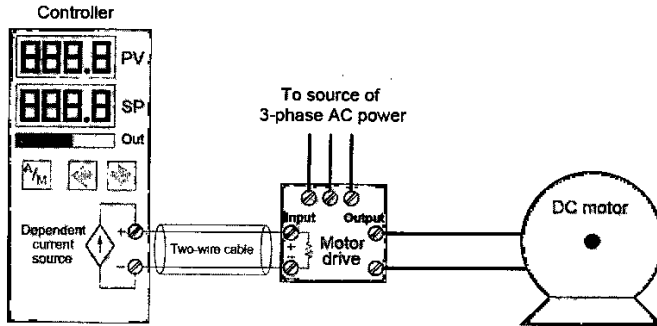 Controller
888.8 PV
888.8 SP
Out
A/M
To source of
3-phase AC power
Input
Output
DC motor
Dependent
current
source
+
-
Two-wire cable
+
-
Motor
drive